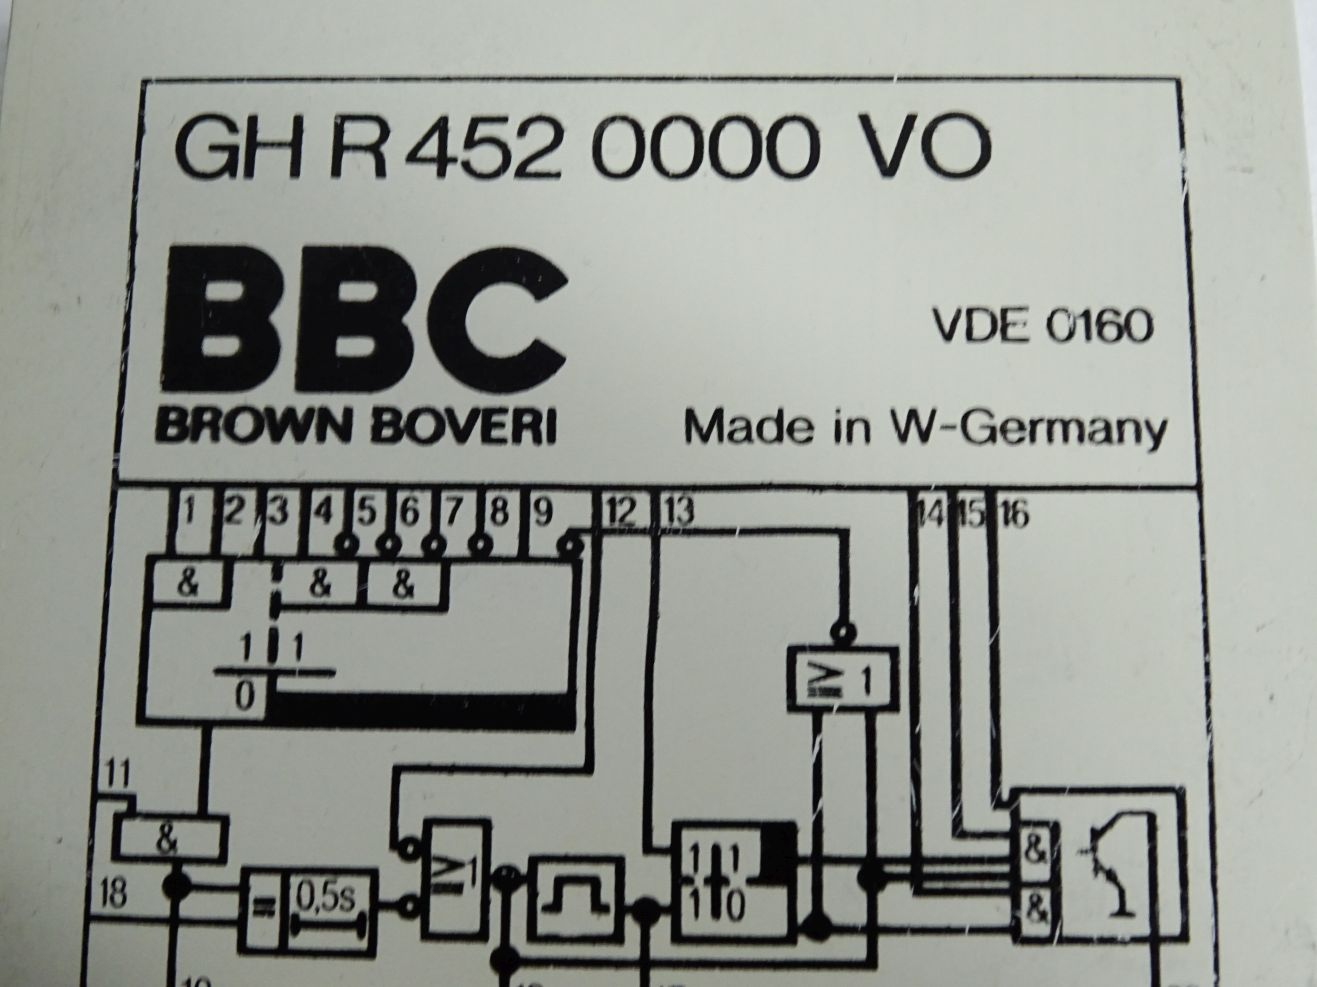 GH R 452 0000 VO
BBC
BROWN BOVERI
VDE 0160
Made in W-Germany
1 2 3 4 5 6 7 8 9 12 13 14 15 16
& & &
1 1
0
≥ 1
11
&
18
= 0,5s
≥1
1 1
1 0
&
&